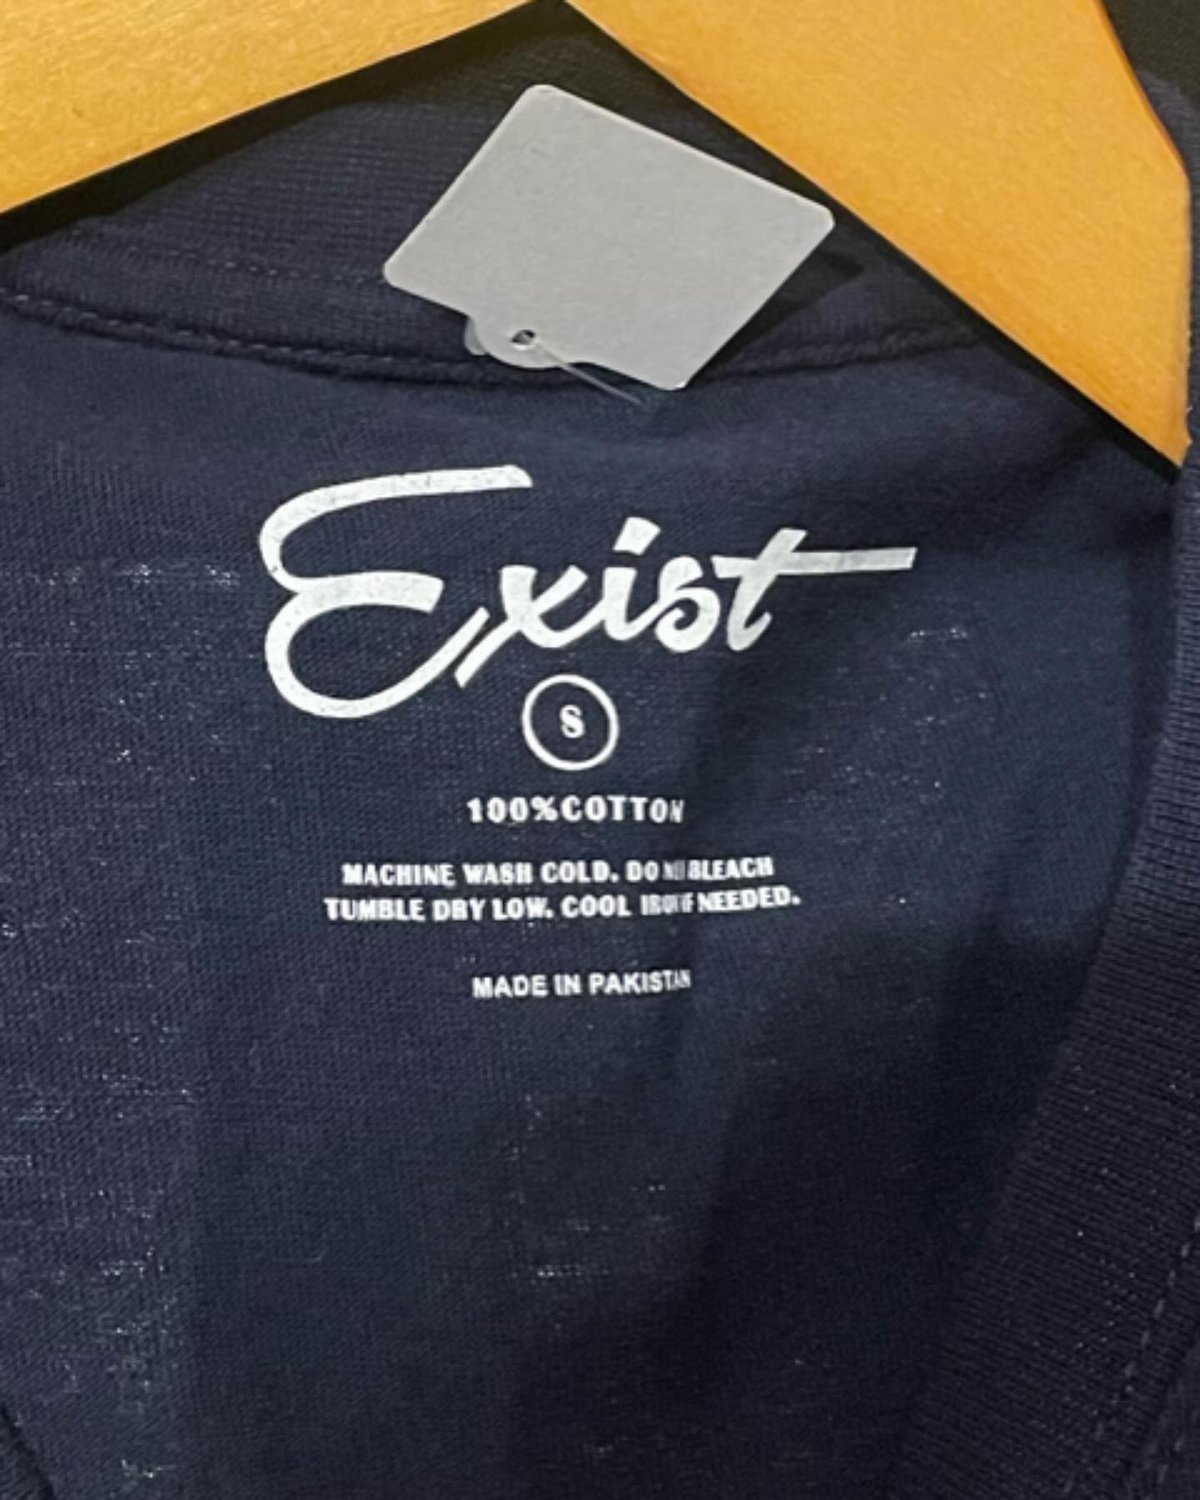 Exist
S
100%COTTON
MACHINE WASH COLD. DO BLEACH
TUMBLE DRY LOW. COOL NEEDED.
MADE IN PAKISTAN